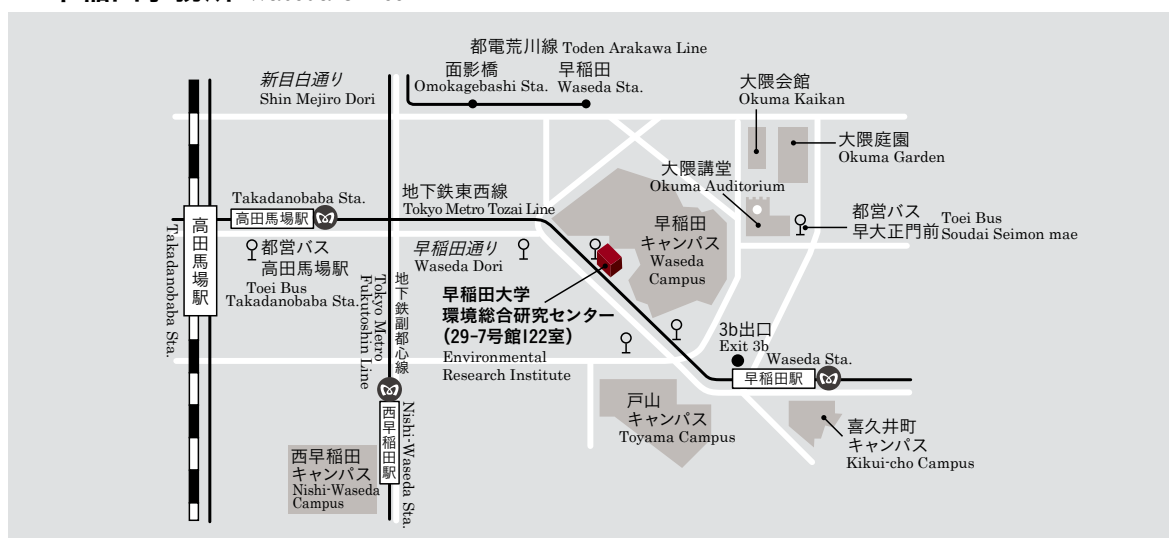 都電荒川線 Toden Arakawa Line
新目白通り
Shin Mejiro Dori
面影橋
Omokagebashi Sta.
早稲田
Waseda Sta.
大隈会館
Okuma Kaikan
大隈庭園
Okuma Garden
大隈講堂
Okuma Auditorium
Takadanobaba Sta.
高田馬場駅
地下鉄東西線
Tokyo Metro Tozai Line
高田馬場駅
Takadanobaba Sta.
都営バス
高田馬場駅
Toei Bus
Takadanobaba Sta.
早稲田通り
Waseda Dori
早稲田
キャンパス
Waseda
Campus
都営バス
早大正門前
Toei Bus
Soudai Seimon mae
地下鉄副都心線
Tokyo Metro
Fukutoshin Line
早稲田大学
環境総合研究センター
(29-7号館122室)
Environmental
Research Institute
3b出口
Exit 3b
Waseda Sta.
早稲田駅
西早稲田駅
Nishi-Waseda Sta.
西早稲田
キャンパス
Nishi-Waseda
Campus
戸山
キャンパス
Toyama Campus
喜久井町
キャンパス
Kikui-cho Campus